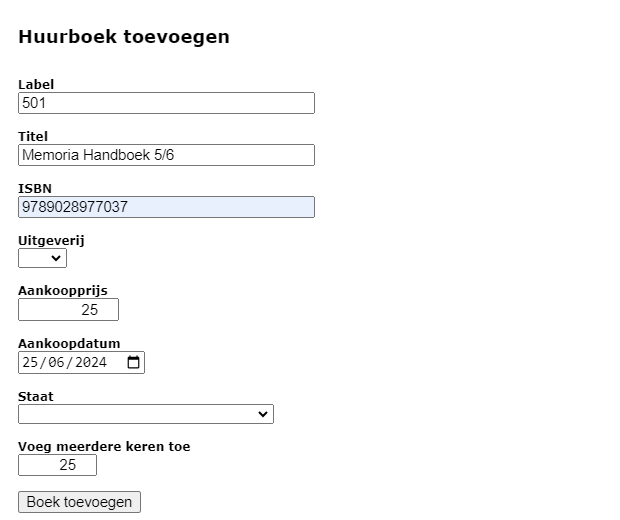 Huurboek toevoegen
Label
501
Titel
Memoria Handboek 5/6
ISBN
9789028977037
Uitgeverij
Aankoopprijs
25
Aankoopdatum
25/06/2024
Staat
Voeg meerdere keren toe
25
Boek toevoegen